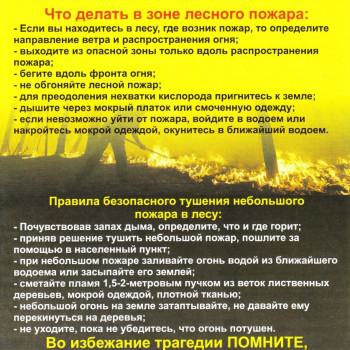 Что делать в зоне лесного пожара:
- Если вы находитесь в лесу, где возник пожар, то определите
направление ветра и распространения огня;
- выходите из опасной зоны только вдоль распространения
пожара;
- бегите вдоль фронта огня;
- не обгоняйте лесной пожар;
- для преодоления нехватки кислорода пригнитесь к земле;
- дышите через мокрый платок или смоченную одежду;
- если невозможно уйти от пожара, войдите в водоем или
накройтесь мокрой одеждой, окунитесь в ближайший водоем.
Правила безопасного тушения небольшого
пожара в лесу:
- Почувствовав запах дыма, определите, что и где горит;
- приняв решение тушить небольшой пожар, пошлите за
помощью в населенный пункт;
- при небольшом пожаре заливайте огонь водой из ближайшего
водоема или засыпайте его землей;
- сметайте пламя 1,5-2-метровым пучком из веток лиственных
деревьев, мокрой одеждой, плотной тканью;
- небольшой огонь на земле затаптывайте, не давайте ему
перекинуться на деревья;
- не уходите, пока не убедитесь, что огонь потушен.
Во избежание трагедии ПОМНИТЕ,